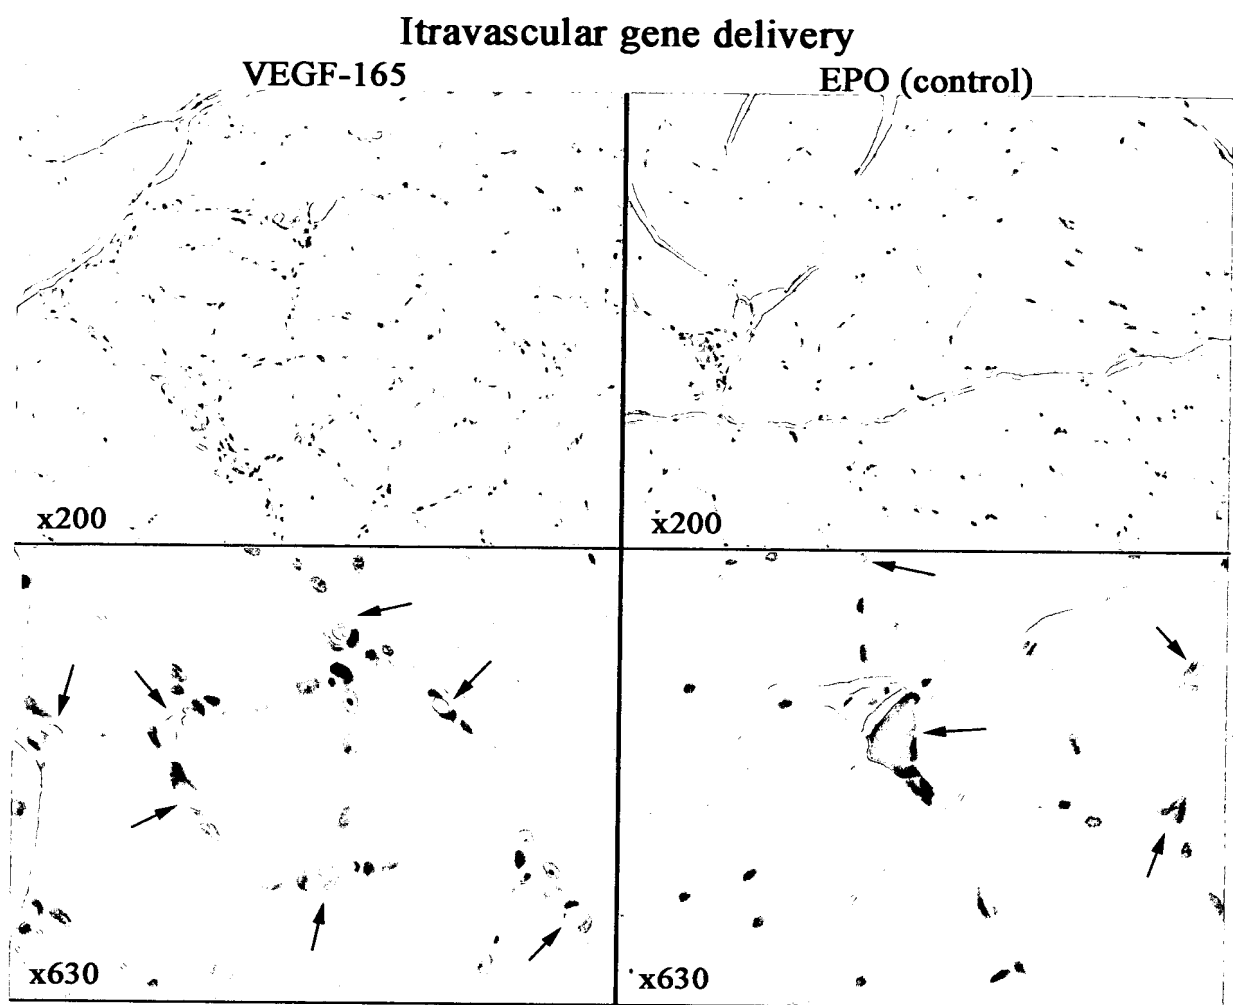 Itravascular gene delivery
VEGF-165
EPO (control)
x200
x200
x630
x630